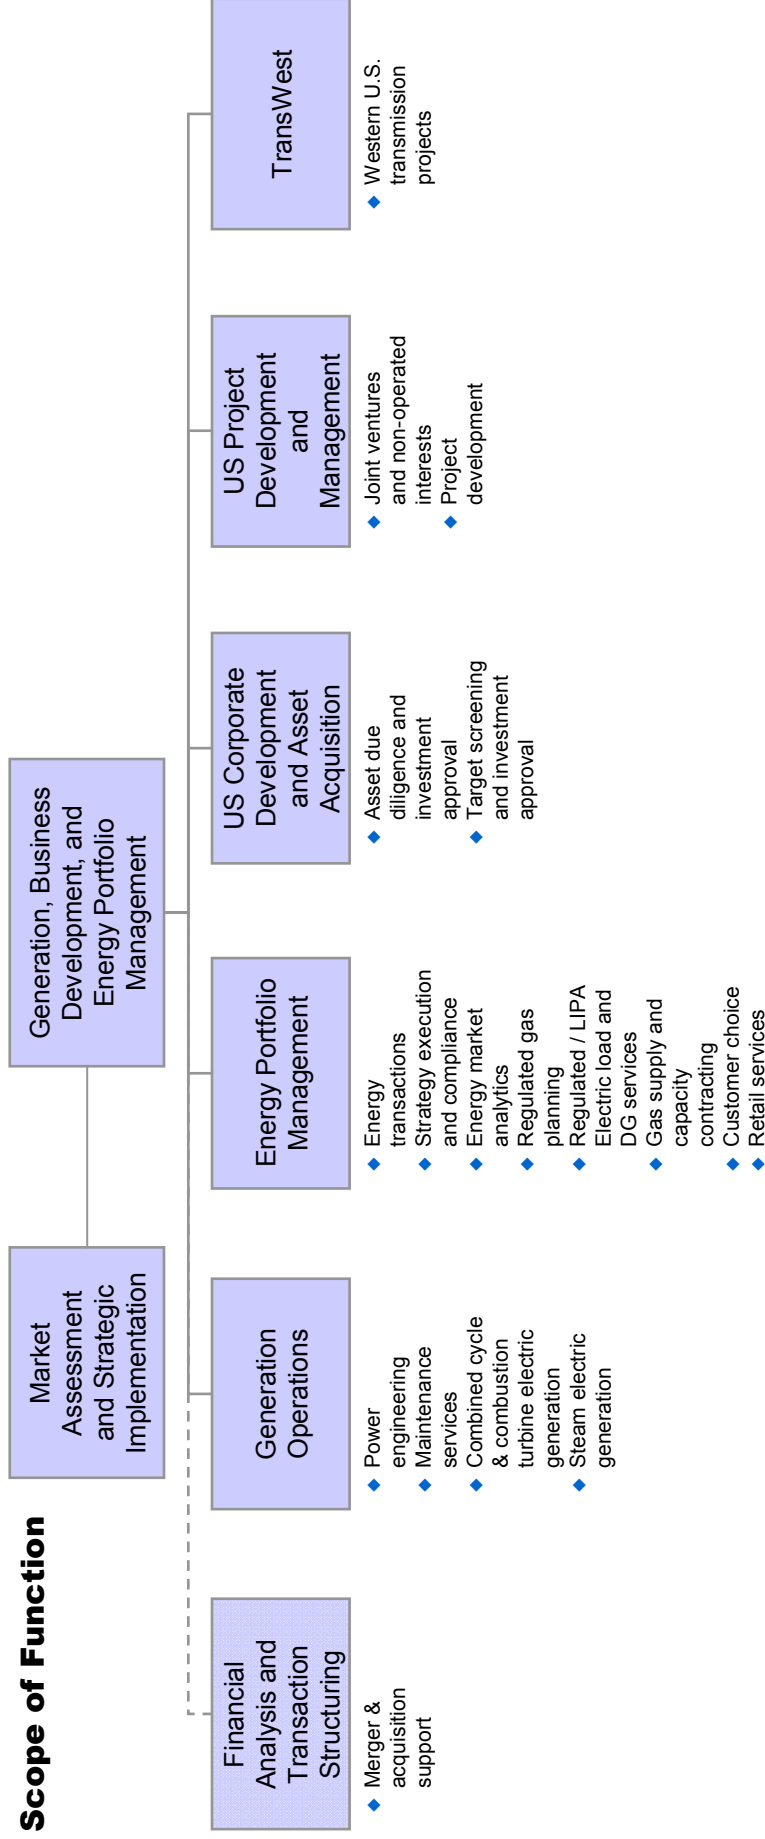 Scope of Function
Market
Assessment
and Strategic
Implementation
Generation, Business
Development, and
Energy Portfolio
Management
Financial
Analysis and
Transaction
Structuring
◆ Merger &
acquisition
support
Generation
Operations
◆ Power
engineering
◆ Maintenance
services
◆ Combined cycle
& combustion
turbine electric
generation
◆ Steam electric
generation
Energy Portfolio
Management
◆ Energy
transactions
◆ Strategy execution
and compliance
◆ Energy market
analytics
◆ Regulated gas
planning
◆ Regulated / LIPA
Electric load and
DG services
◆ Gas supply and
capacity
contracting
◆ Customer choice
◆ Retail services
US Corporate
Development
and Asset
Acquisition
◆ Asset due
diligence and
investment
approval
◆ Target screening
and investment
approval
US Project
Development
and
Management
◆ Joint ventures
and non-operated
interests
◆ Project
development
TransWest
◆ Western U.S.
transmission
projects